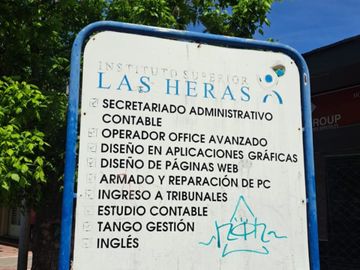 INSTITUTO SUPERIOR
LAS HERAS
SECRETARIADO ADMINISTRATIVO
CONTABLE
OPERADOR OFFICE AVANZADO
DISEÑO EN APLICACIONES GRÁFICAS
DISEÑO DE PÁGINAS WEB
ARMADO Y REPARACIÓN DE PC
INGRESO A TRIBUNALES
ESTUDIO CONTABLE
TANGO GESTIÓN
INGLÉS
GROUP